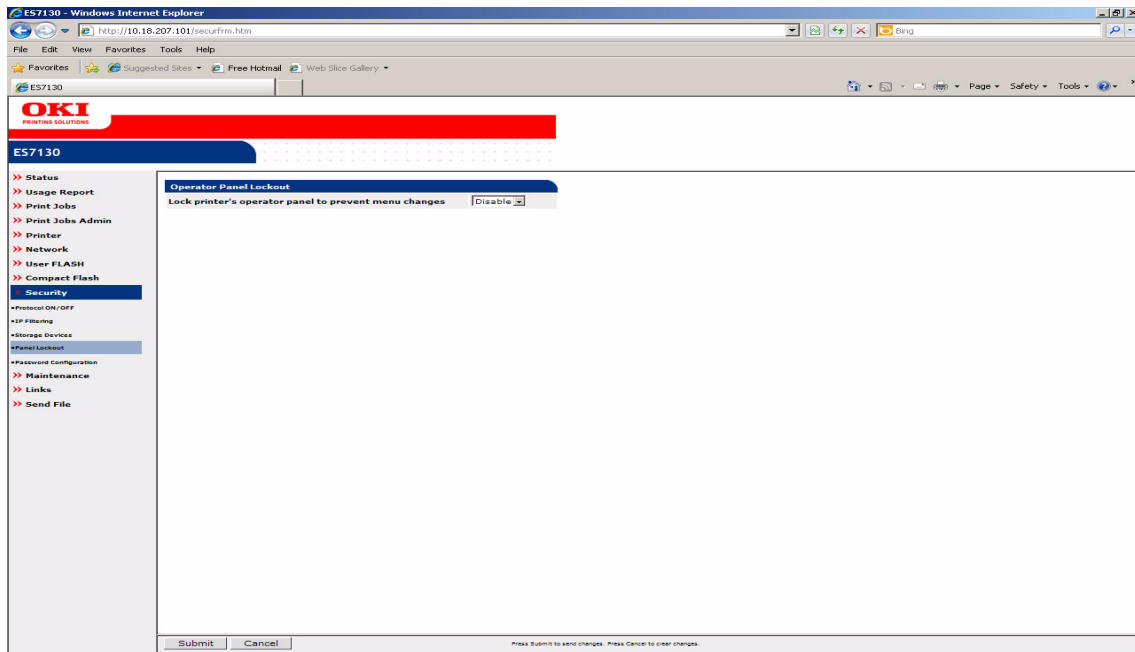 ES7130 - Windows Internet Explorer
http://10.18.207.101/securfrm.htm
Bing
File Edit View Favorites Tools Help
Favorites Suggested Sites Free Hotmail Web Slice Gallery
ES7130
Page Safety Tools
OKI
PRINTING SOLUTIONS
ES7130
Status
Usage Report
Print Jobs
Print Jobs Admin
Printer
Network
User FLASH
Compact Flash
Security
Protocol ON/OFF
IP Filtering
Storage Devices
Panel Lockout
Password Configuration
Maintenance
Links
Send File
Operator Panel Lockout
Lock printer's operator panel to prevent menu changes Disable
Submit Cancel Press Submit to send changes. Press Cancel to clear changes.